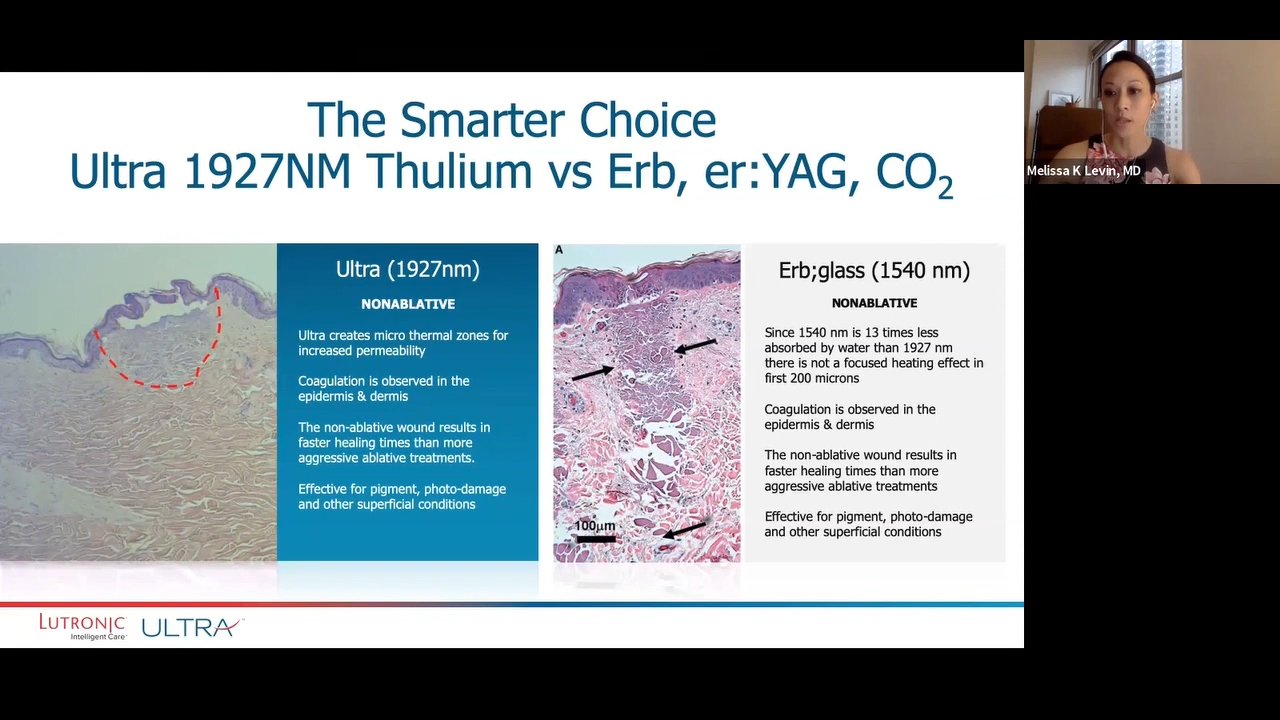 The Smarter Choice
Ultra 1927NM Thulium vs Erb, er:YAG, CO2
Ultra (1927nm)
NONABLATIVE
Ultra creates micro thermal zones for
increased permeability
Coagulation is observed in the
epidermis & dermis
The non-ablative wound results in
faster healing times than more
aggressive ablative treatments.
Effective for pigment, photo-damage
and other superficial conditions
A
100μm
Erb;glass (1540 nm)
NONABLATIVE
Since 1540 nm is 13 times less
absorbed by water than 1927 nm
there is not a focused heating effect in
first 200 microns
Coagulation is observed in the
epidermis & dermis
The non-ablative wound results in
faster healing times than more
aggressive ablative treatments
Effective for pigment, photo-damage
and other superficial conditions
LUTRONIC
Intelligent Care
ULTRA
Melissa K Levin, MD